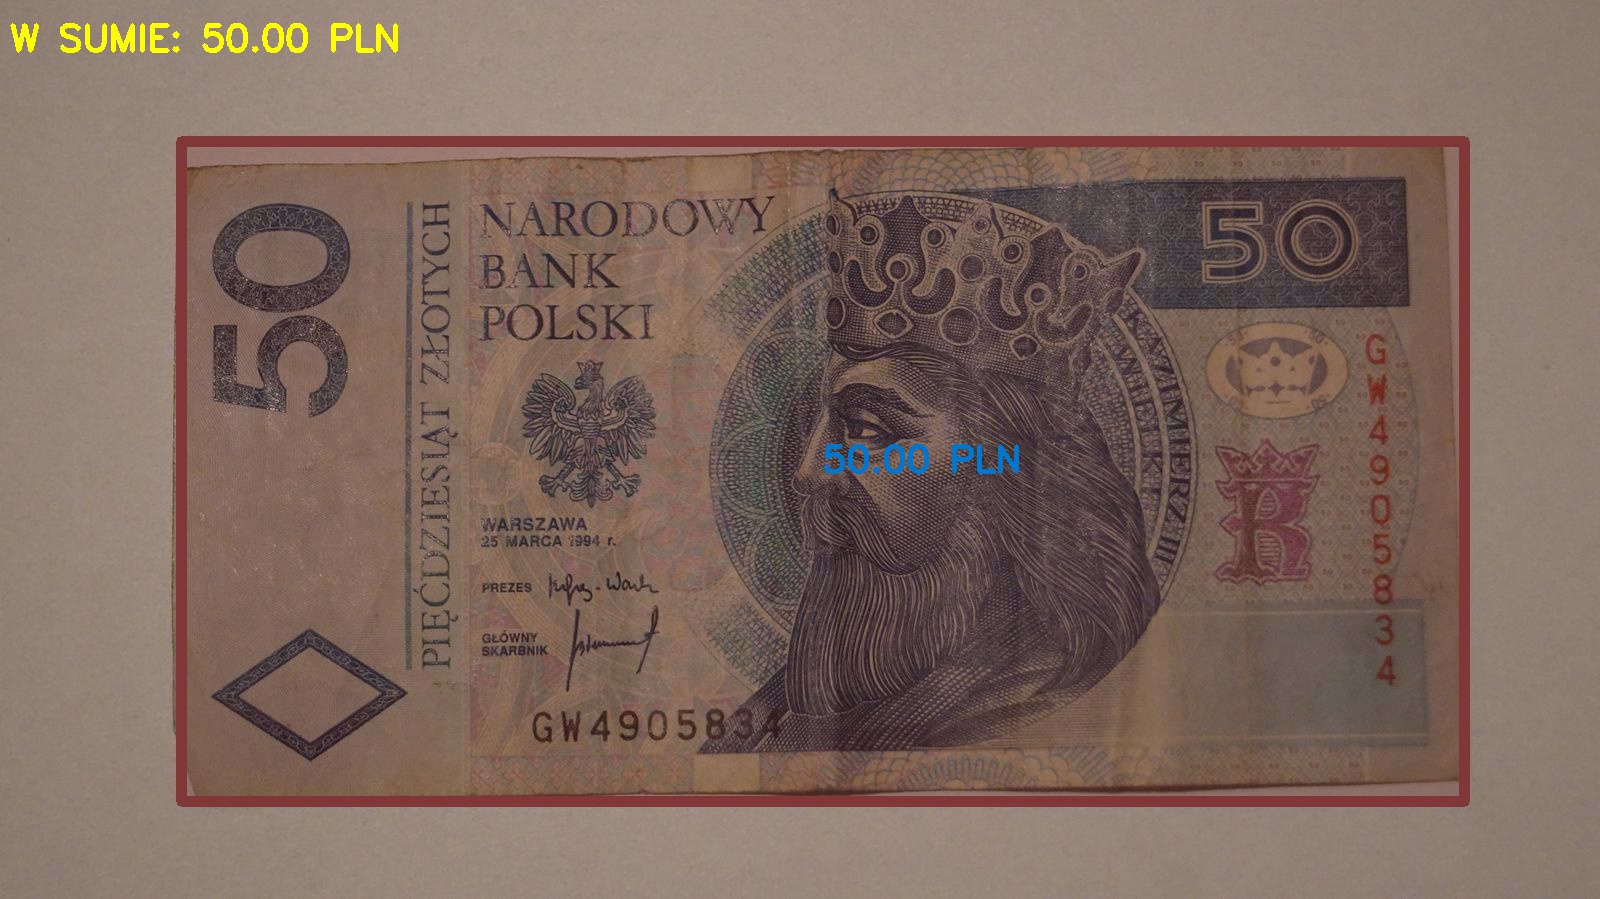 W SUMIE: 50.00 PLN
50
PIĘĆDZIESIĄT ZŁOTYCH
NARODOWY
BANK
POLSKI
WARSZAWA
25 MARCA 1994 r.
PREZES
GŁÓWNY
SKARBNIK
GW4905834
50.00 PLN
KAZIMIERZ III
WIELKI
50
GW4905834